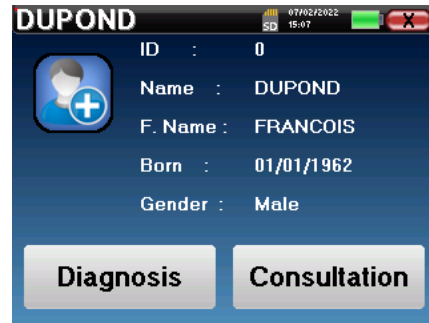 DUPOND
SD 07/02/2022 15:07 X
ID : 0
Name : DUPOND
F. Name : FRANCOIS
Born : 01/01/1962
Gender : Male
Diagnosis Consultation